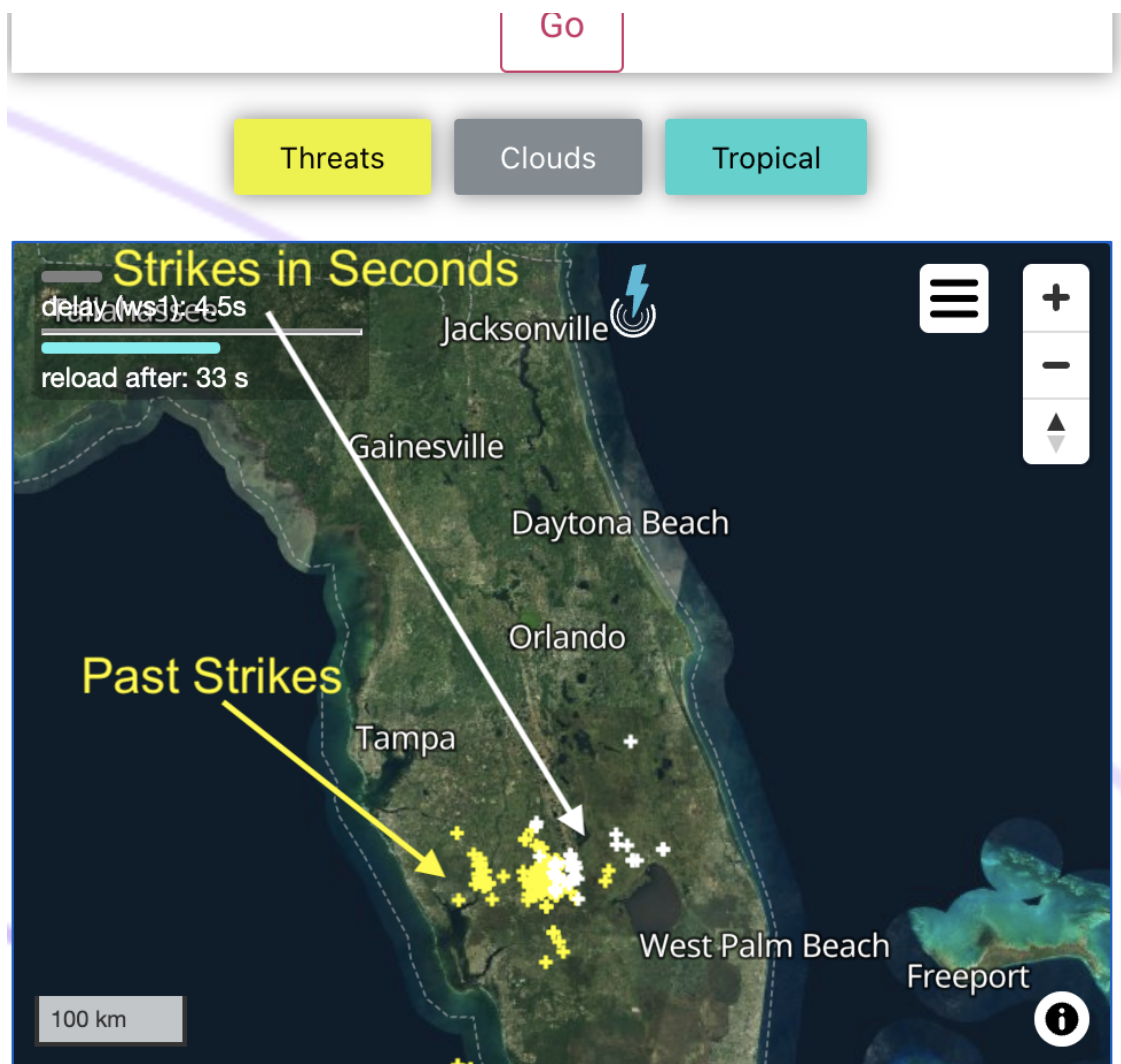 Go
Threats
Clouds
Tropical
Strikes in Seconds
delay (ws1): 4.5s
Tallahassee
reload after: 33 s
Jacksonville
Gainesville
Daytona Beach
Orlando
Past Strikes
Tampa
West Palm Beach
Freeport
100 km